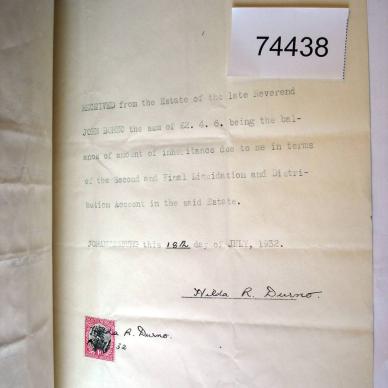 74438
RECEIVED from the Estate of the late Reverend
JOHN DURNO the sum of £2. 4. 6. being the bal-
ance of amount of inheritance due to me in terms
of the Second and Final Liquidation and Distri-
bution Account in the said Estate.
JOHANNESBURG this 18th day of JULY, 1932.
Hilda R. Durno.
R. Durno.
32